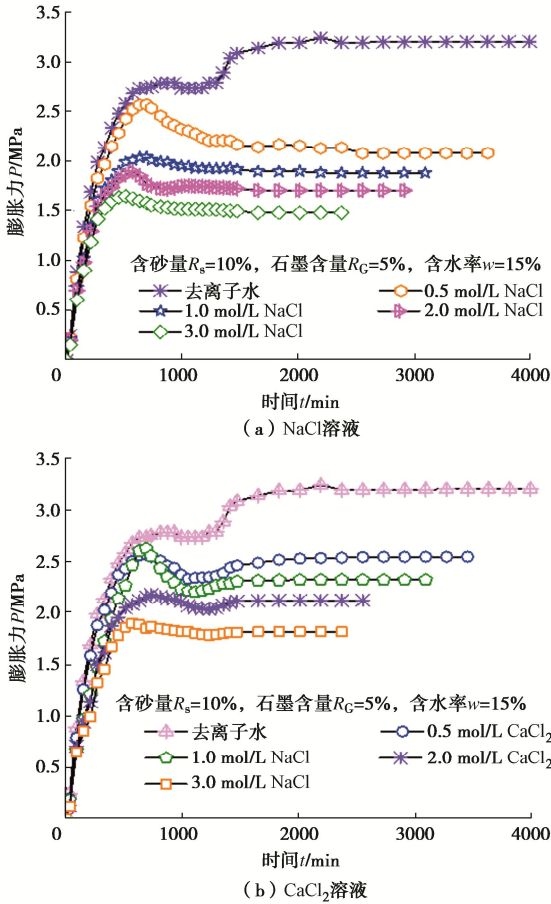 3.5
3.0
2.5
2.0
1.5
1.0
0.5
膨胀力P/MPa
含砂量Rs=10%，石墨含量RG=5%，含水率w=15%
去离子水 0.5 mol/L NaCl
1.0 mol/L NaCl 2.0 mol/L NaCl
3.0 mol/L NaCl
0 1000 2000 3000 4000
时间t/min
（a）NaCl溶液
3.5
3.0
2.5
2.0
1.5
1.0
0.5
膨胀力P/MPa
含砂量Rs=10%，石墨含量RG=5%，含水率w=15%
去离子水 0.5 mol/L CaCl2
1.0 mol/L NaCl 2.0 mol/L CaCl2
3.0 mol/L NaCl
0 1000 2000 3000 4000
时间t/min
（b）CaCl2溶液